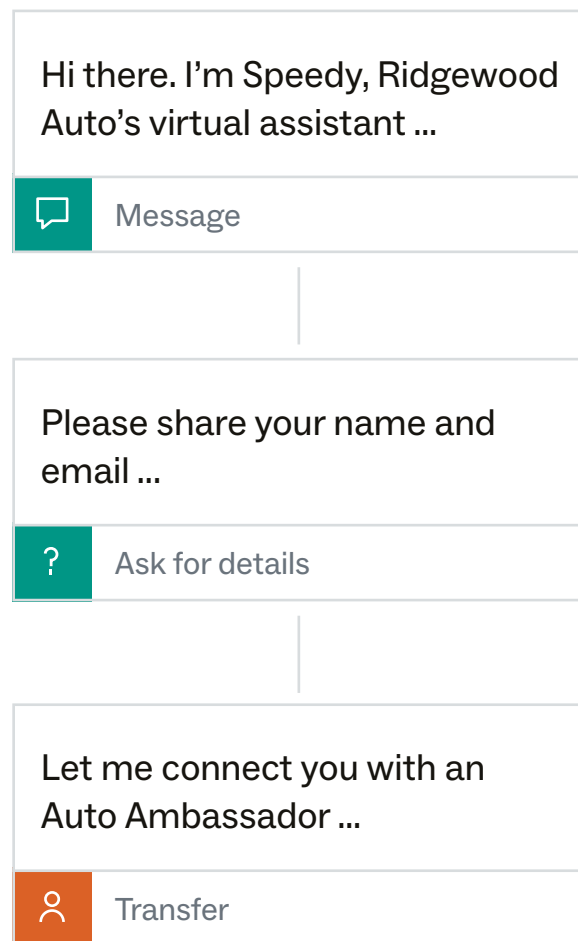 Hi there. I’m Speedy, Ridgewood
Auto’s virtual assistant ...
Message
Please share your name and
email ...
?
Ask for details
Let me connect you with an
Auto Ambassador ...
Transfer